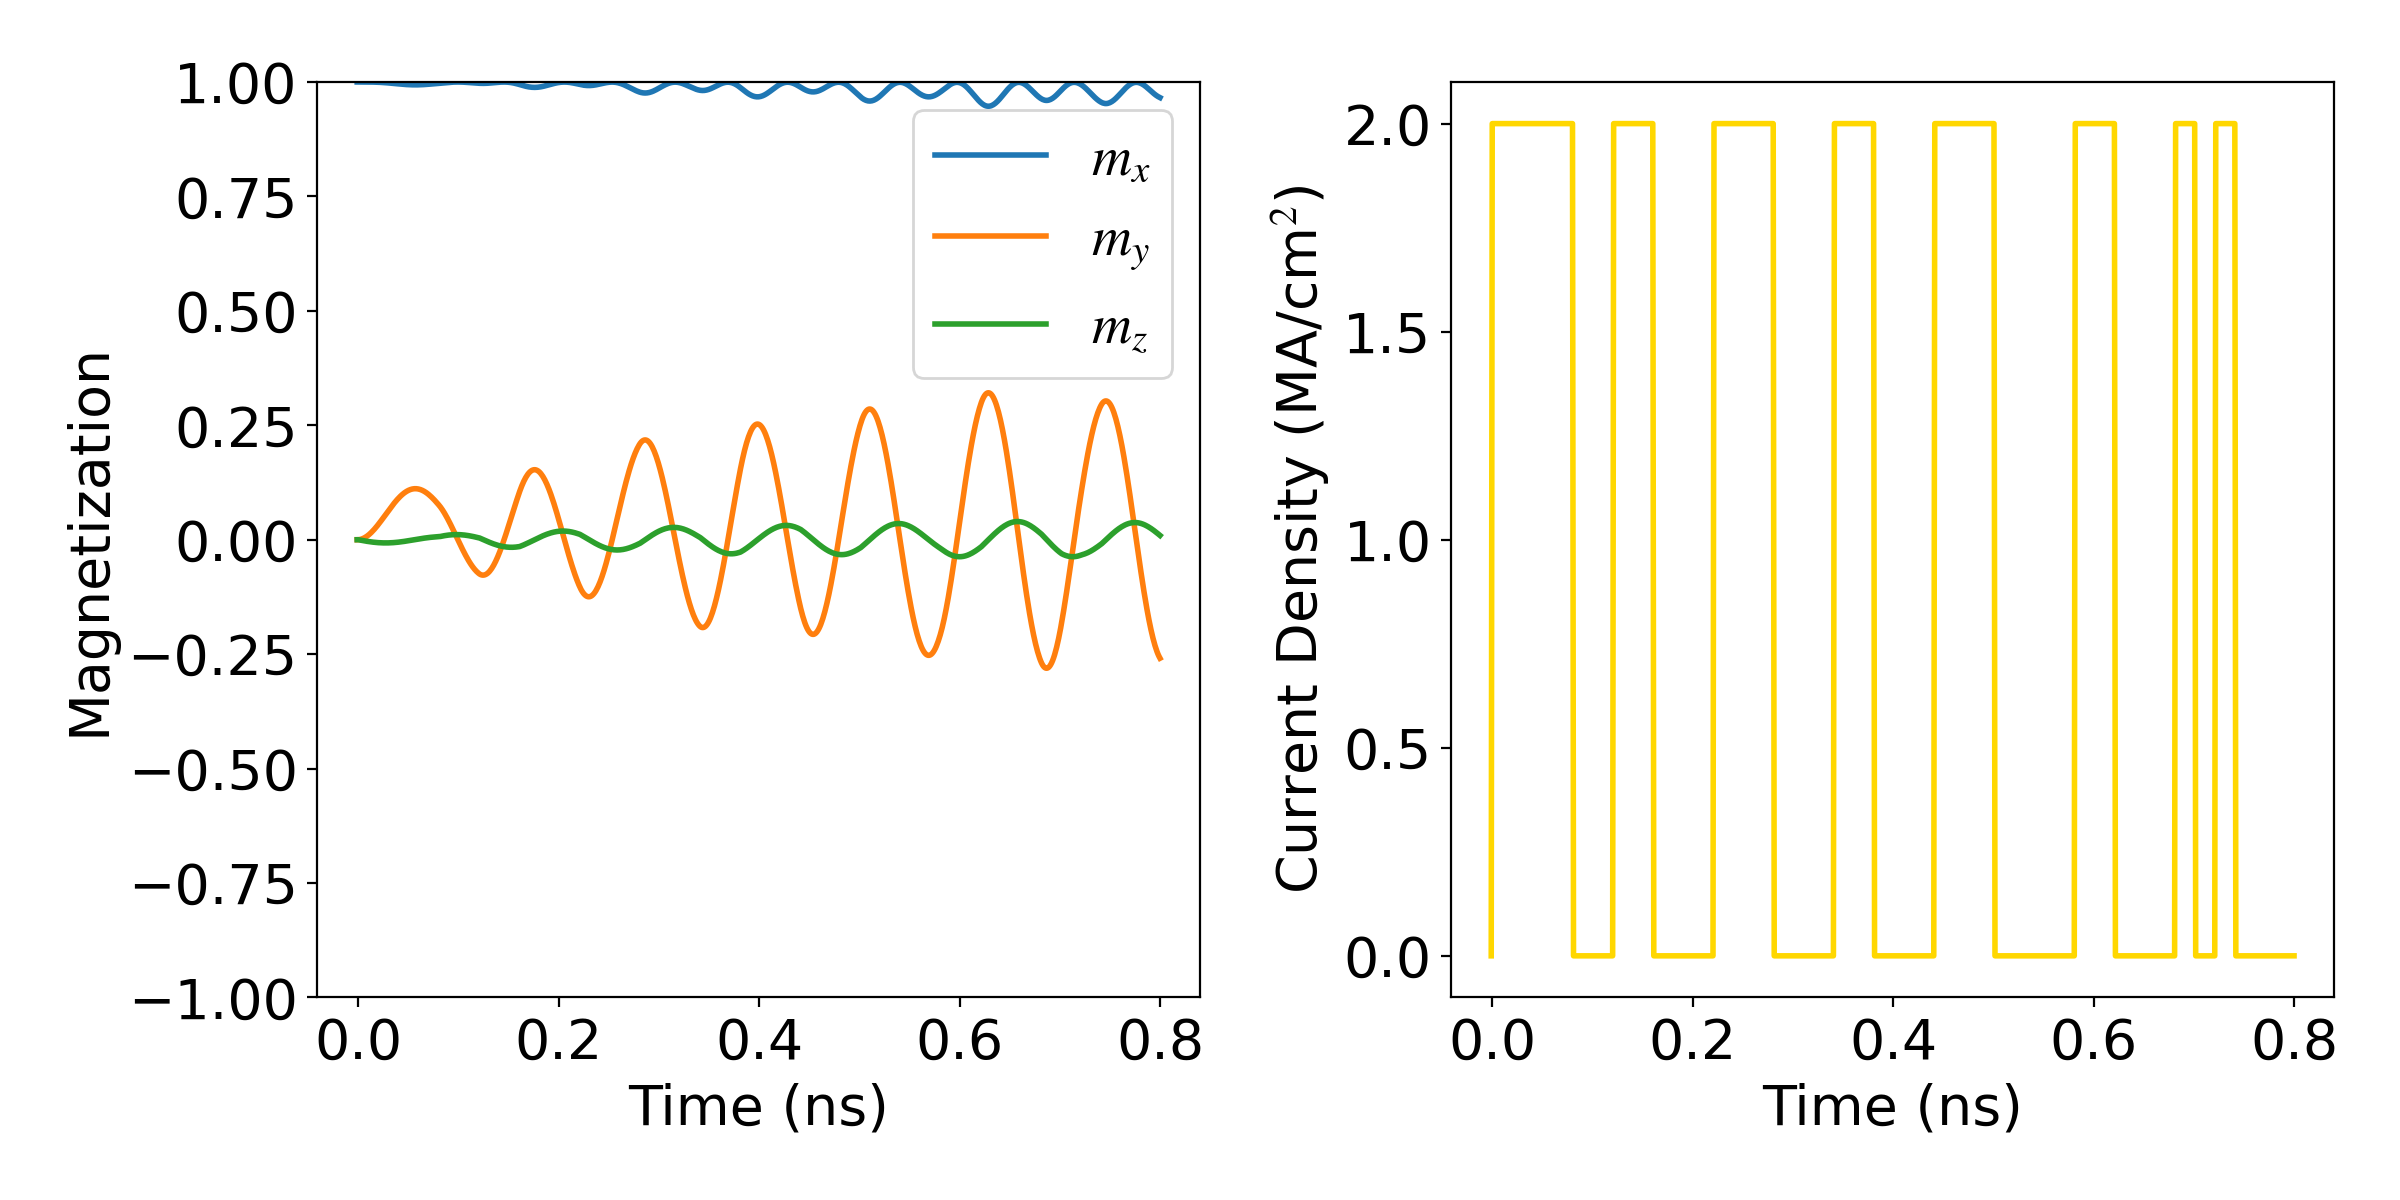 1.00
0.75
0.50
0.25
0.00
−0.25
−0.50
−0.75
−1.00
Magnetization
0.0 0.2 0.4 0.6 0.8
Time (ns)
m_x
m_y
m_z
2.0
1.5
1.0
0.5
0.0
Current Density (MA/cm²)
0.0 0.2 0.4 0.6 0.8
Time (ns)